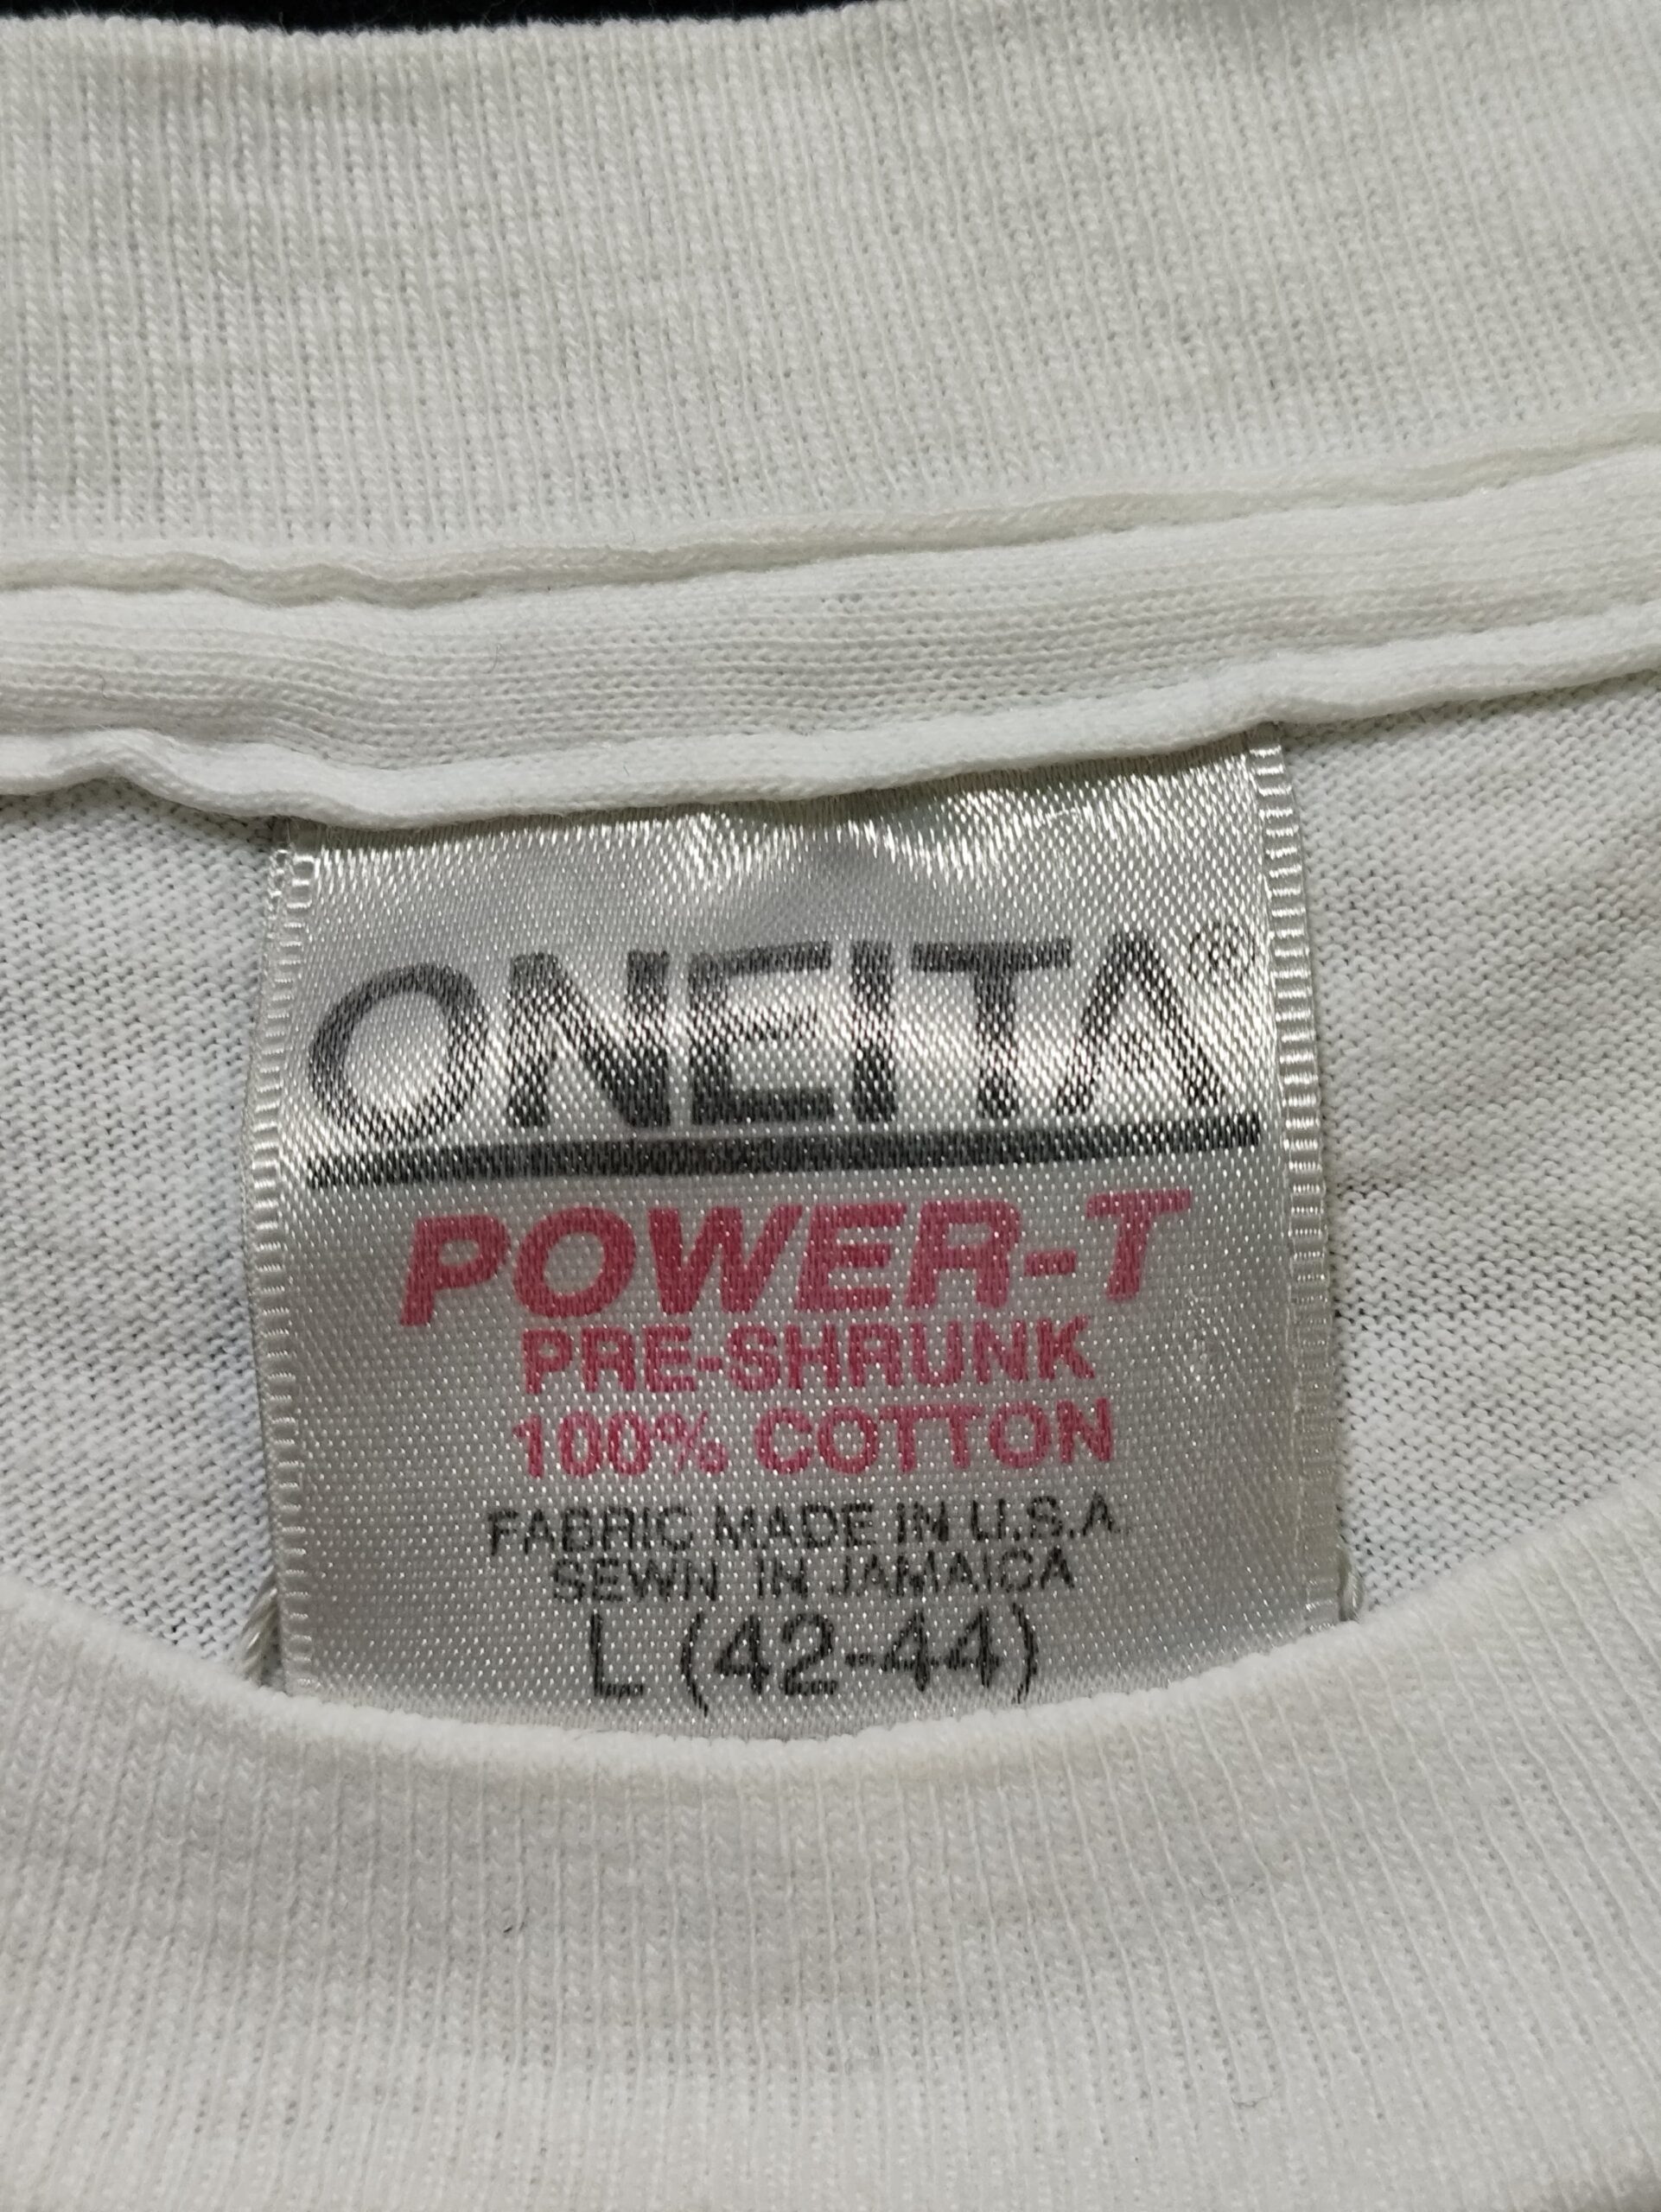 ONEITA®
POWER-T
PRE-SHRUNK
100% COTTON
FABRIC MADE IN U.S.A.
SEWN IN JAMAICA
L (42-44)